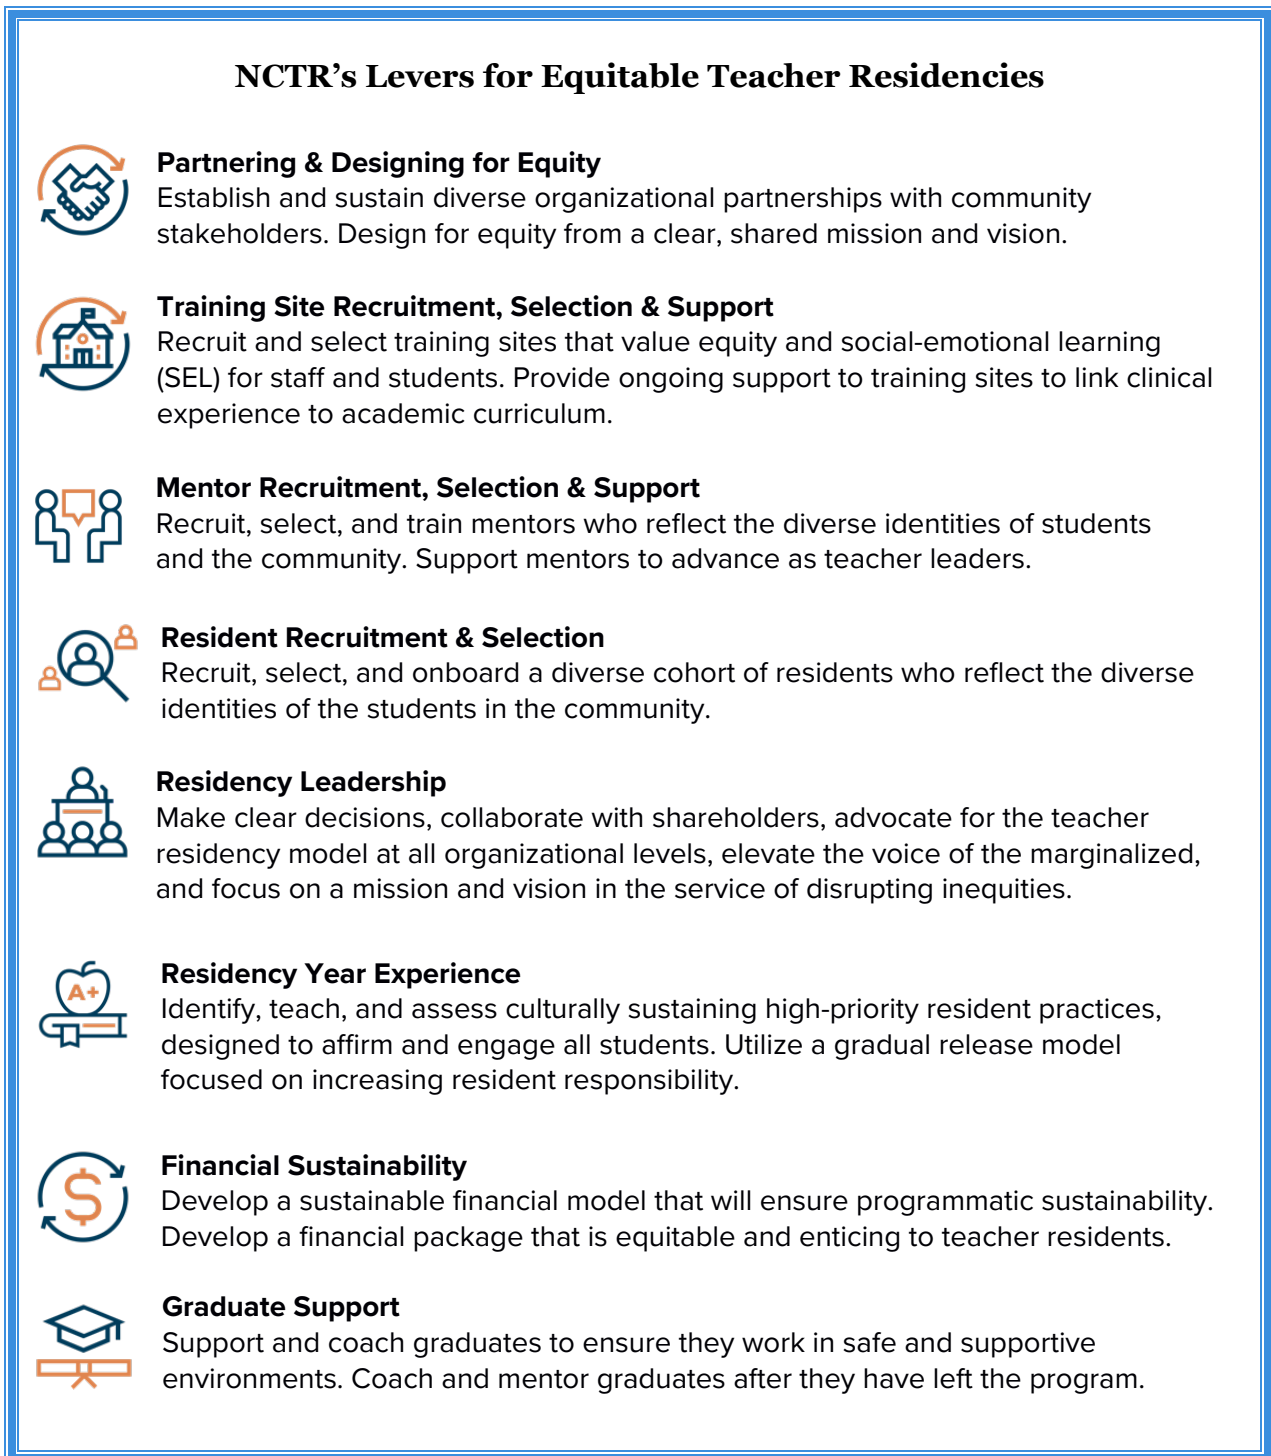 NCTR’s Levers for Equitable Teacher Residencies
Partnering & Designing for Equity
Establish and sustain diverse organizational partnerships with community
stakeholders. Design for equity from a clear, shared mission and vision.
Training Site Recruitment, Selection & Support
Recruit and select training sites that value equity and social-emotional learning
(SEL) for staff and students. Provide ongoing support to training sites to link clinical
experience to academic curriculum.
Mentor Recruitment, Selection & Support
Recruit, select, and train mentors who reflect the diverse identities of students
and the community. Support mentors to advance as teacher leaders.
Resident Recruitment & Selection
Recruit, select, and onboard a diverse cohort of residents who reflect the diverse
identities of the students in the community.
Residency Leadership
Make clear decisions, collaborate with shareholders, advocate for the teacher
residency model at all organizational levels, elevate the voice of the marginalized,
and focus on a mission and vision in the service of disrupting inequities.
A+
Residency Year Experience
Identify, teach, and assess culturally sustaining high-priority resident practices,
designed to affirm and engage all students. Utilize a gradual release model
focused on increasing resident responsibility.
$
Financial Sustainability
Develop a sustainable financial model that will ensure programmatic sustainability.
Develop a financial package that is equitable and enticing to teacher residents.
Graduate Support
Support and coach graduates to ensure they work in safe and supportive
environments. Coach and mentor graduates after they have left the program.